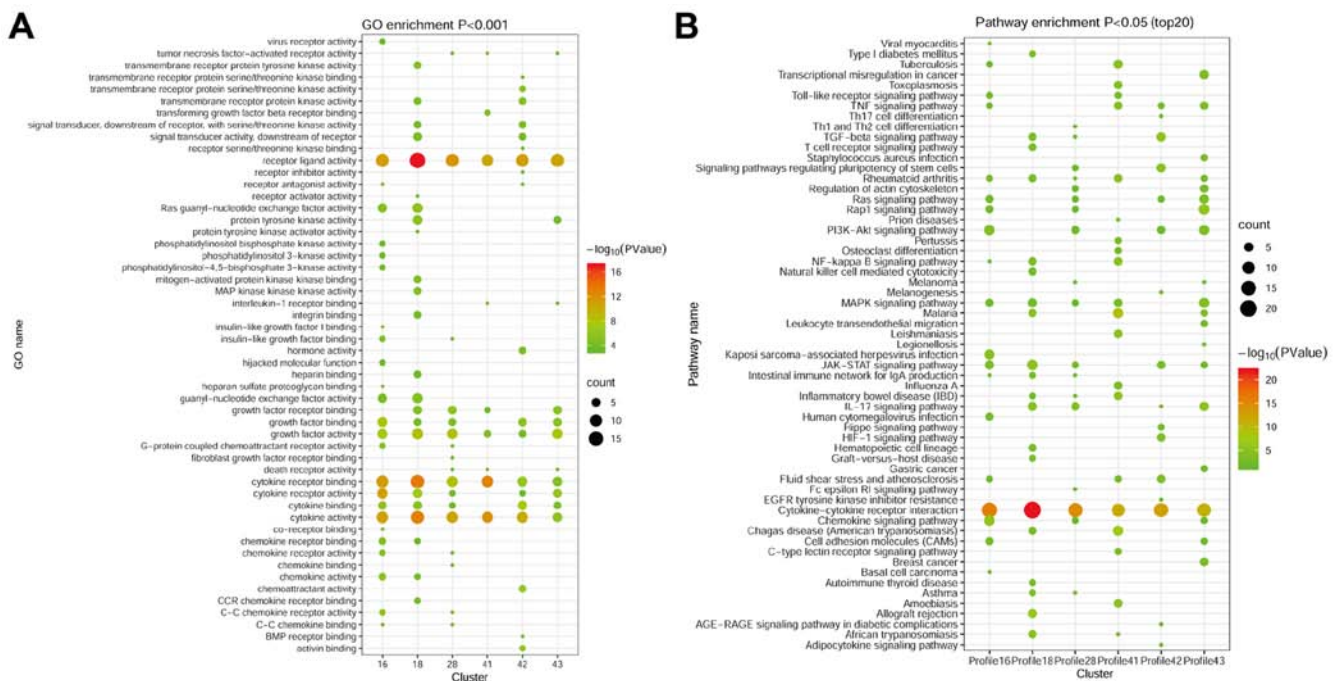 A
GO enrichment P<0.001
virus receptor activity
tumor necrosis factor-activated receptor activity
transmembrane receptor protein tyrosine kinase activity
transmembrane receptor protein serine/threonine kinase binding
transmembrane receptor protein serine/threonine kinase activity
transmembrane receptor protein kinase activity
transforming growth factor beta receptor binding
signal transducer, downstream of receptor, with serine/threonine kinase activity
signal transducer activity, downstream of receptor
receptor serine/threonine kinase binding
receptor ligand activity
receptor inhibitor activity
receptor antagonist activity
receptor activator activity
Ras guanyl-nucleotide exchange factor activity
protein tyrosine kinase activity
protein tyrosine kinase activator activity
phosphatidylinositol bisphosphate kinase activity
phosphatidylinositol 3-kinase activity
phosphatidylinositol-4,5-bisphosphate 3-kinase activity
mitogen-activated protein kinase kinase binding
MAP kinase kinase kinase activity
interleukin-1 receptor binding
integrin binding
insulin-like growth factor I binding
insulin-like growth factor binding
hormone activity
hijacked molecular function
heparin binding
heparan sulfate proteoglycan binding
guanyl-nucleotide exchange factor activity
growth factor receptor binding
growth factor binding
growth factor activity
G-protein coupled chemoattractant receptor activity
fibroblast growth factor receptor binding
death receptor activity
cytokine receptor binding
cytokine receptor activity
cytokine binding
cytokine activity
co-receptor binding
chemokine receptor binding
chemokine receptor activity
chemokine binding
chemokine activity
chemoattractant activity
CCR chemokine receptor binding
C-C chemokine receptor activity
C-C chemokine binding
BMP receptor binding
activin binding
GO name
16 18 28 41 42 43
Cluster
-log10(PValue)
16
12
8
4
count
5
10
15
B
Pathway enrichment P<0.05 (top20)
Viral myocarditis
Type I diabetes mellitus
Tuberculosis
Transcriptional misregulation in cancer
Toxoplasmosis
Toll-like receptor signaling pathway
TNF signaling pathway
Th17 cell differentiation
Th1 and Th2 cell differentiation
TGF-beta signaling pathway
T cell receptor signaling pathway
Staphylococcus aureus infection
Signaling pathways regulating pluripotency of stem cells
Rheumatoid arthritis
Regulation of actin cytoskeleton
Ras signaling pathway
Rap1 signaling pathway
Prion diseases
PI3K-Akt signaling pathway
Pertussis
Osteoclast differentiation
NF-kappa B signaling pathway
Natural killer cell mediated cytotoxicity
Melanoma
Melanogenesis
MAPK signaling pathway
Malaria
Leukocyte transendothelial migration
Leishmaniasis
Legionellosis
Kaposi sarcoma-associated herpesvirus infection
JAK-STAT signaling pathway
Intestinal immune network for IgA production
Influenza A
Inflammatory bowel disease (IBD)
IL-17 signaling pathway
Human cytomegalovirus infection
Hippo signaling pathway
HIF-1 signaling pathway
Hematopoietic cell lineage
Graft-versus-host disease
Gastric cancer
Fluid shear stress and atherosclerosis
Fc epsilon RI signaling pathway
EGFR tyrosine kinase inhibitor resistance
Cytokine-cytokine receptor interaction
Chemokine signaling pathway
Chagas disease (American trypanosomiasis)
Cell adhesion molecules (CAMs)
C-type lectin receptor signaling pathway
Breast cancer
Basal cell carcinoma
Autoimmune thyroid disease
Asthma
Amoebiasis
Allograft rejection
AGE-RAGE signaling pathway in diabetic complications
African trypanosomiasis
Adipocytokine signaling pathway
Pathway name
Profile16 Profile18 Profile28 Profile41 Profile42 Profile43
Cluster
count
5
10
15
20
-log10(PValue)
20
15
10
5